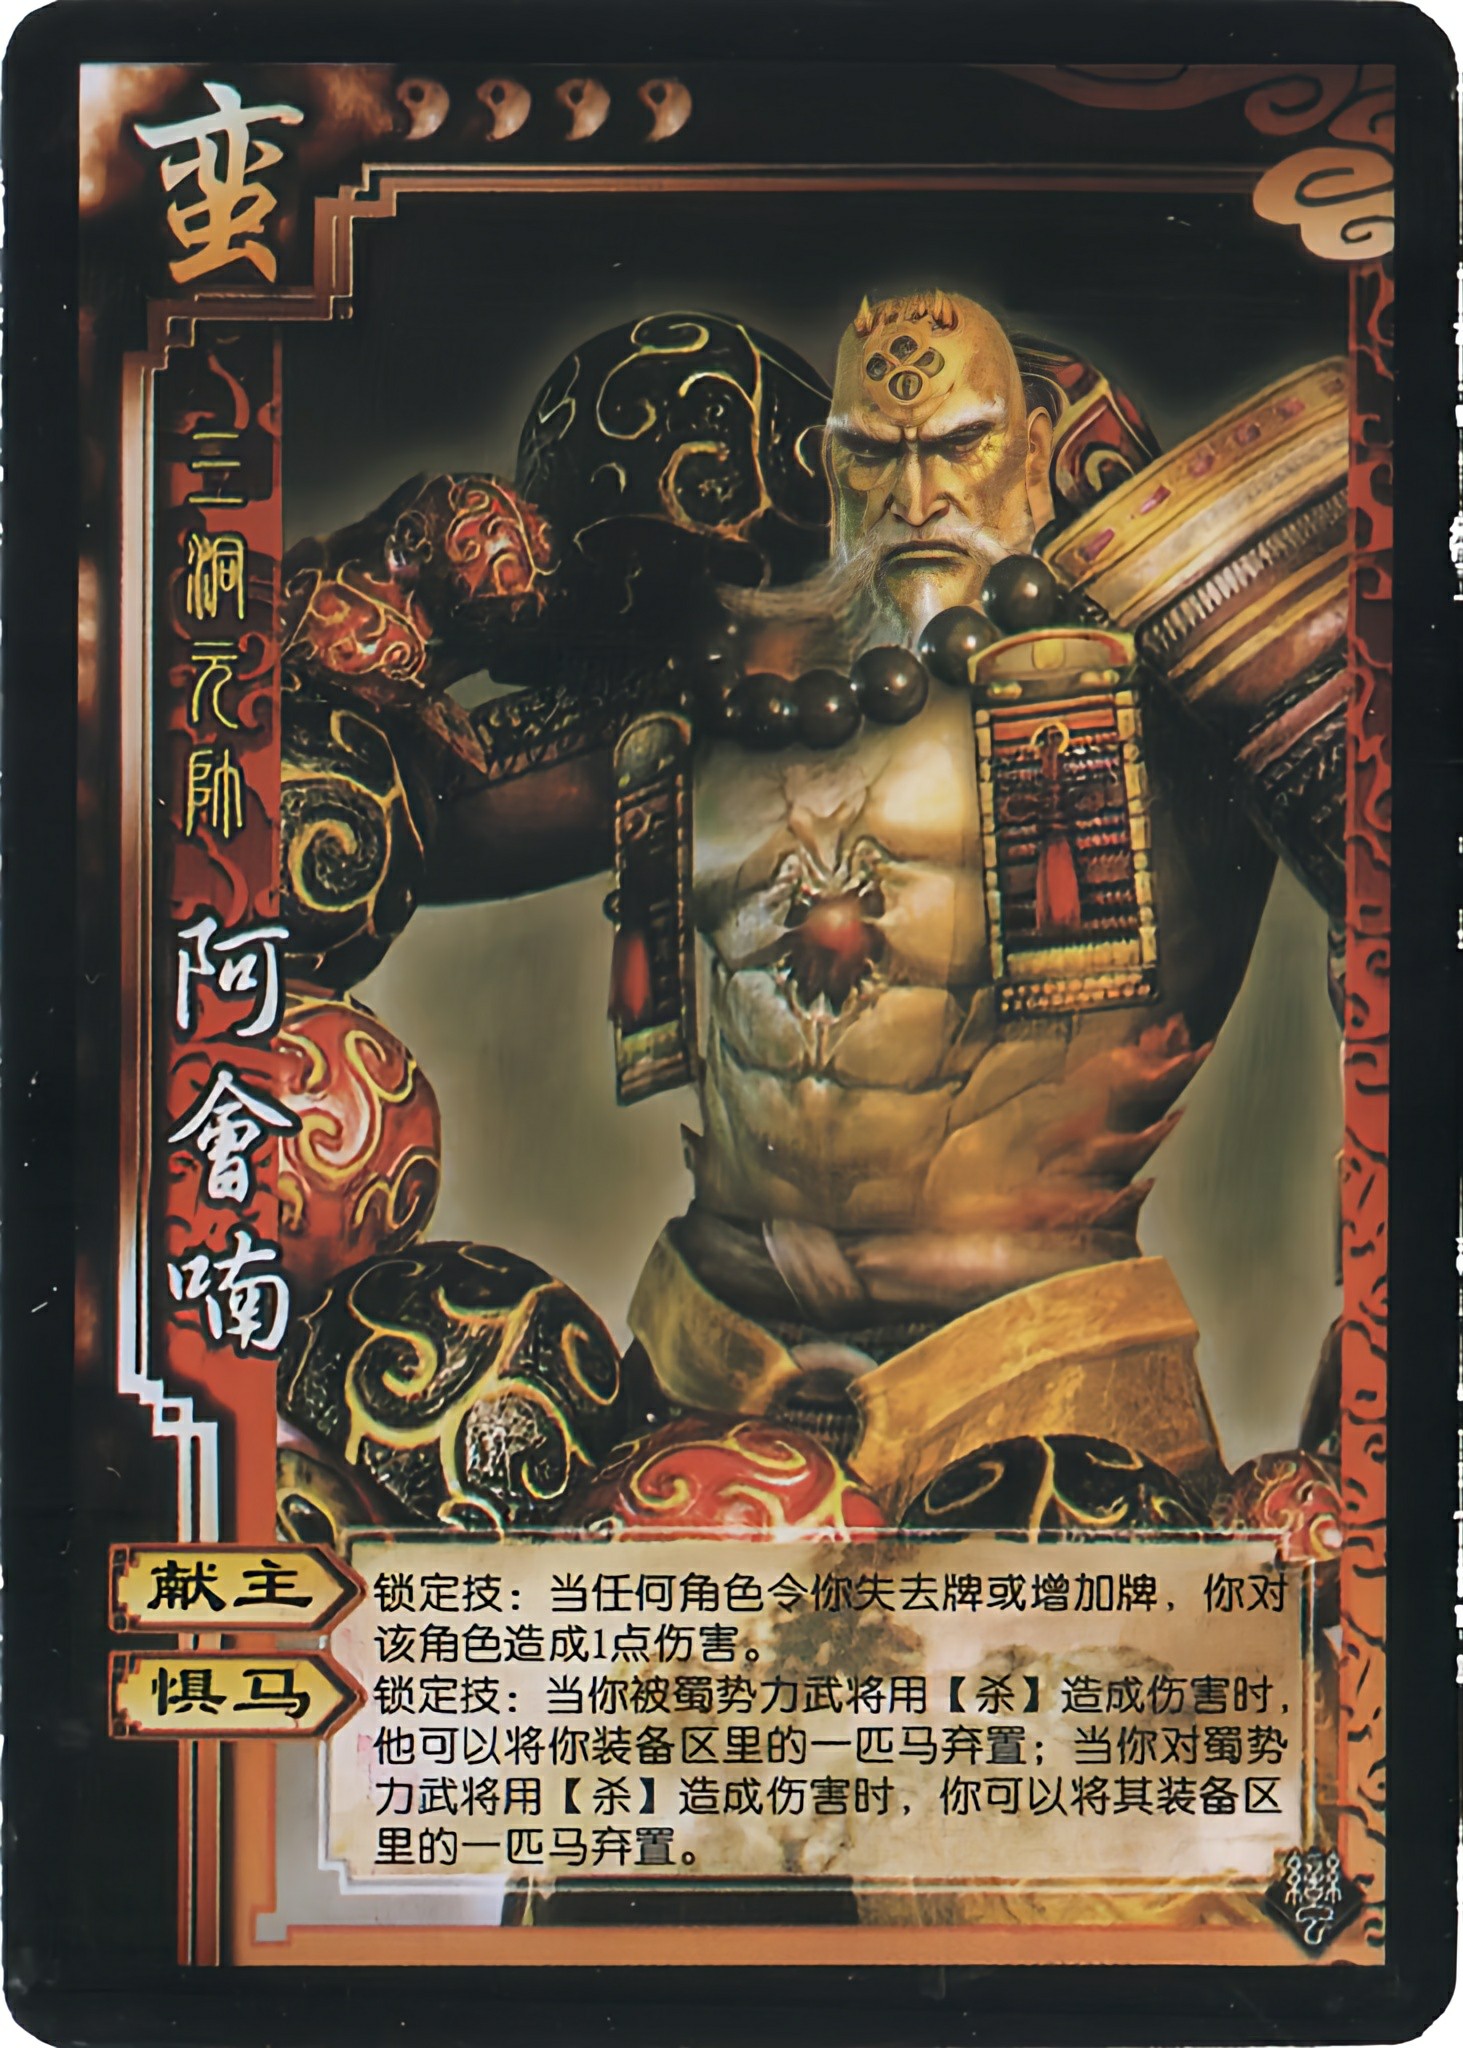 蛮
三洞元帥
阿會喃
献主
锁定技：当任何角色令你失去牌或增加牌，你对
该角色造成1点伤害。
惧马
锁定技：当你被蜀势力武将用【杀】造成伤害时，
他可以将你装备区里的一匹马弃置；当你对蜀势
力武将用【杀】造成伤害时，你可以将其装备区
里的一匹马弃置。
蠻